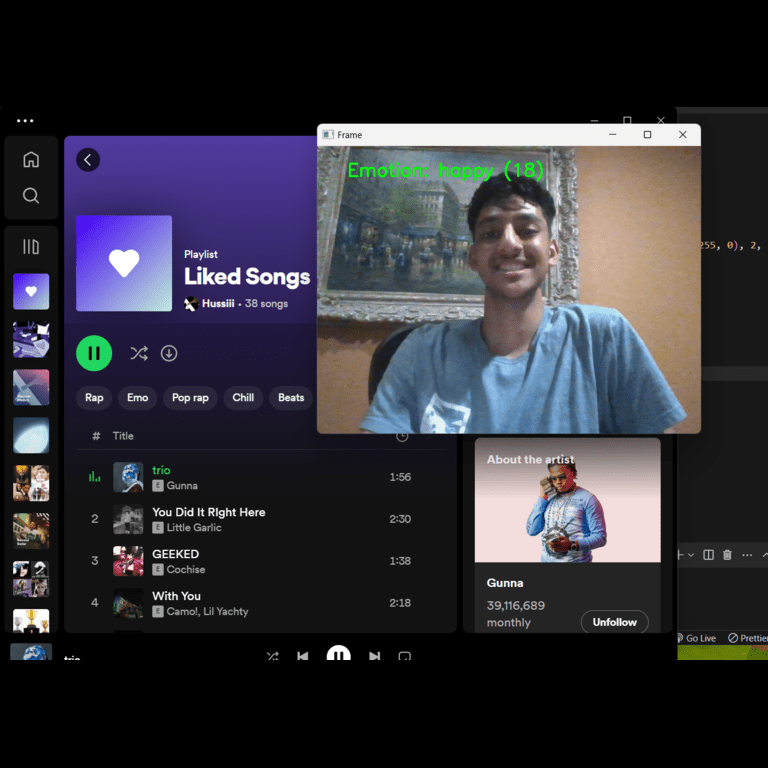 Frame
Emotion: happy (18)
Playlist
Liked Songs
Hussiii • 38 songs
255, 0), 2,
Rap
Emo
Pop rap
Chill
Beats
# Title
trio
E Gunna
1:56
2
You Did It RIght Here
E Little Garlic
2:30
3
GEEKED
E Cochise
1:38
4
With You
E Camo!, Lil Yachty
2:18
About the artist
Gunna
39,116,689
monthly
Unfollow
Go Live
Prettier
trio